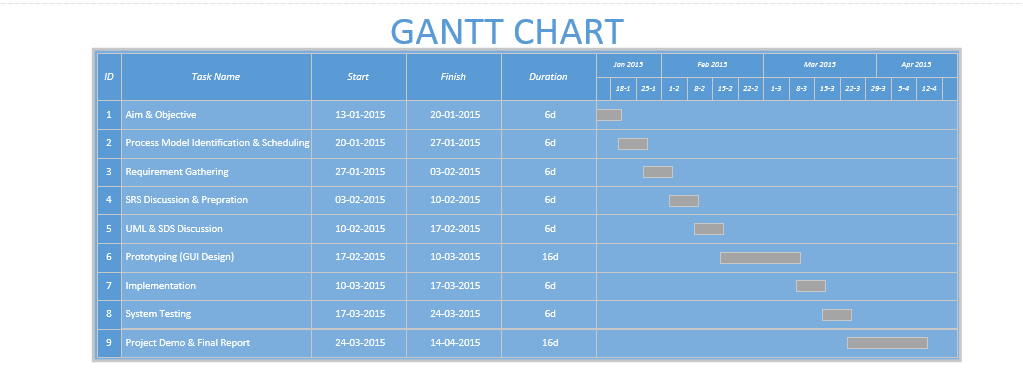 GANTT CHART
ID Task Name Start Finish Duration Jan 2015 Feb 2015 Mar 2015 Apr 2015
18-1 25-1 1-2 8-2 15-2 22-2 1-3 8-3 15-3 22-3 29-3 5-4 12-4
1 Aim & Objective 13-01-2015 20-01-2015 6d
2 Process Model Identification & Scheduling 20-01-2015 27-01-2015 6d
3 Requirement Gathering 27-01-2015 03-02-2015 6d
4 SRS Discussion & Prepration 03-02-2015 10-02-2015 6d
5 UML & SDS Discussion 10-02-2015 17-02-2015 6d
6 Prototyping (GUI Design) 17-02-2015 10-03-2015 16d
7 Implementation 10-03-2015 17-03-2015 6d
8 System Testing 17-03-2015 24-03-2015 6d
9 Project Demo & Final Report 24-03-2015 14-04-2015 16d